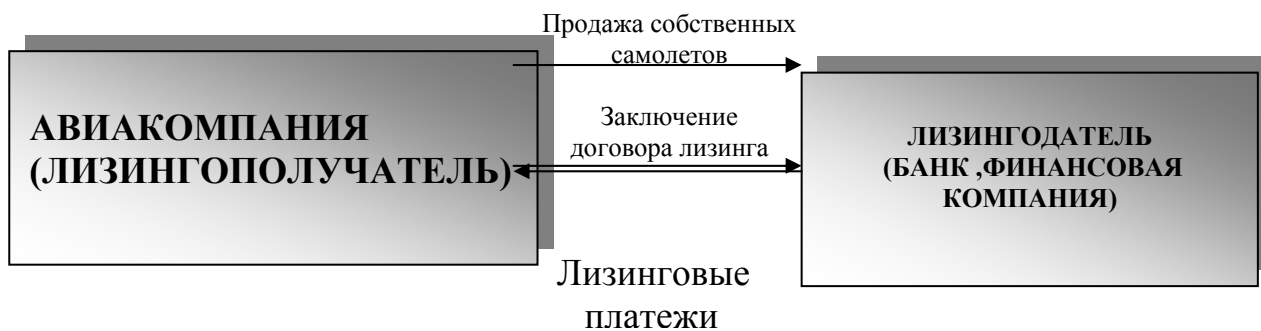 Продажа собственных
самолетов
АВИАКОМПАНИЯ
(ЛИЗИНГОПОЛУЧАТЕЛЬ)
Заключение
договора лизинга
ЛИЗИНГОДАТЕЛЬ
(БАНК ,ФИНАНСОВАЯ
КОМПАНИЯ)
Лизинговые
платежи